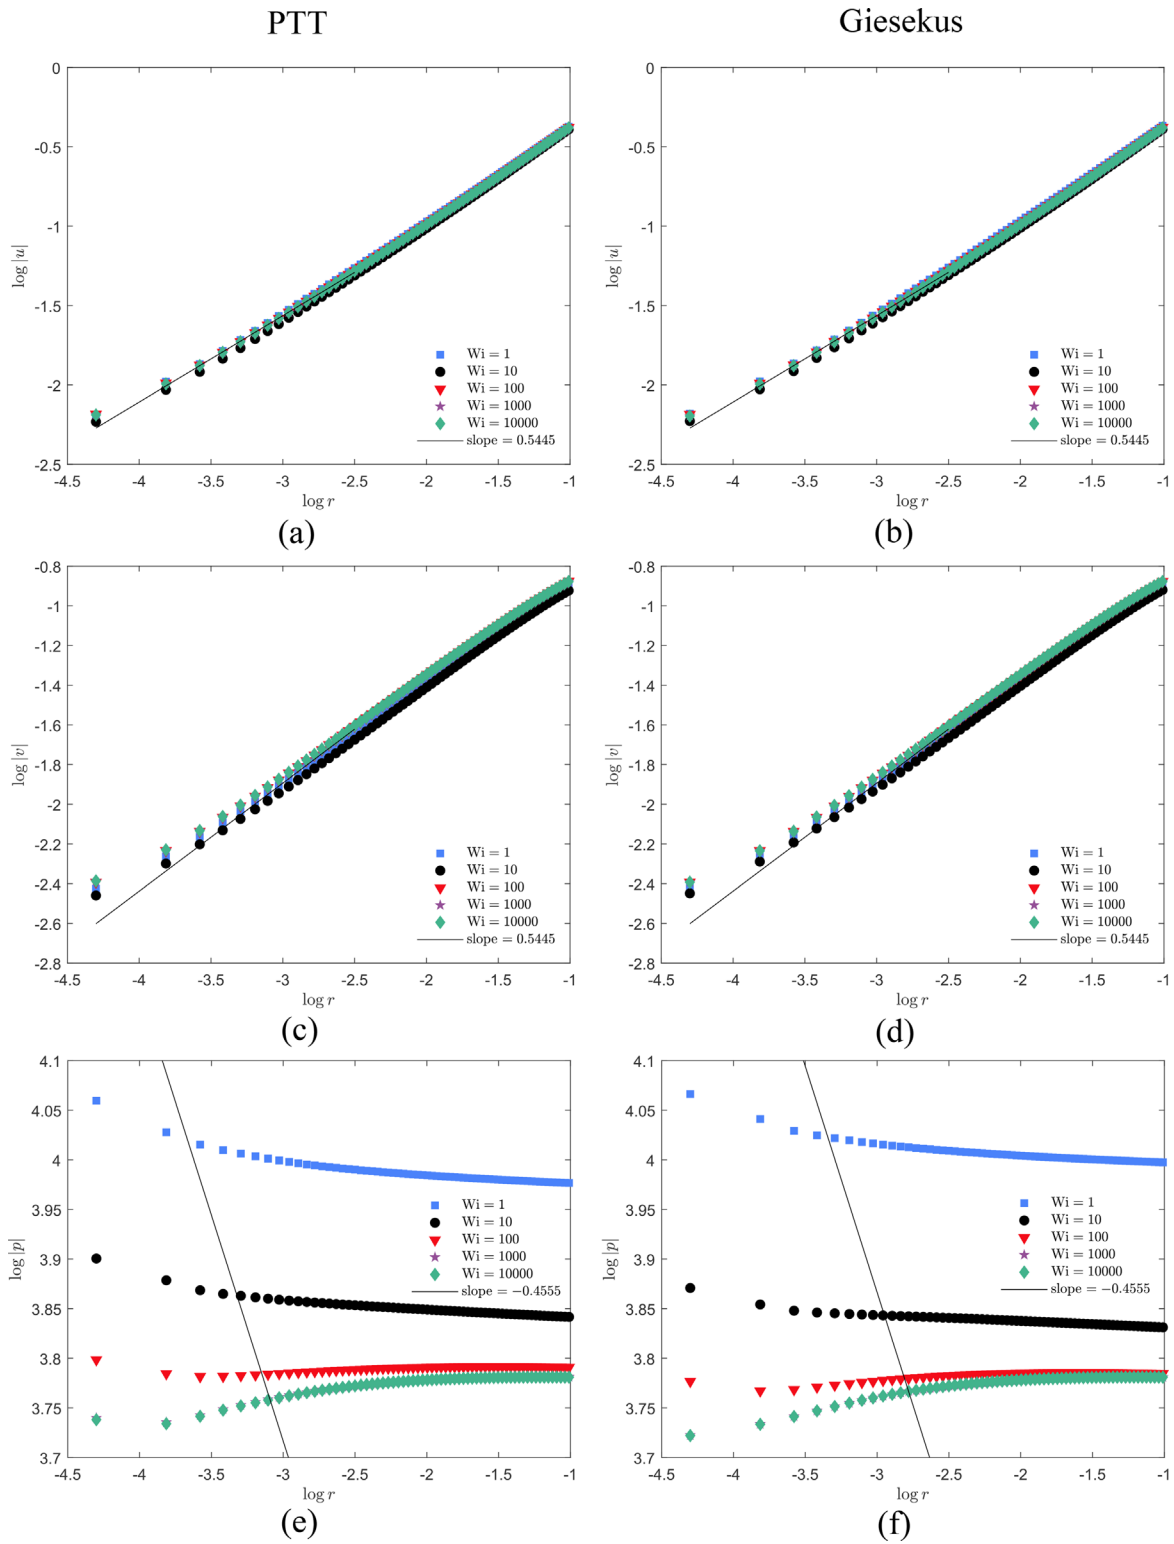 PTT
Giesekus
0
-0.5
-1
-1.5
-2
-2.5
log |u|
-4.5 -4 -3.5 -3 -2.5 -2 -1.5 -1
log r
Wi = 1
Wi = 10
Wi = 100
Wi = 1000
Wi = 10000
slope = 0.5445
(a)
0
-0.5
-1
-1.5
-2
-2.5
log |u|
-4.5 -4 -3.5 -3 -2.5 -2 -1.5 -1
log r
Wi = 1
Wi = 10
Wi = 100
Wi = 1000
Wi = 10000
slope = 0.5445
(b)
-0.8
-1
-1.2
-1.4
-1.6
-1.8
-2
-2.2
-2.4
-2.6
-2.8
log |v|
-4.5 -4 -3.5 -3 -2.5 -2 -1.5 -1
log r
Wi = 1
Wi = 10
Wi = 100
Wi = 1000
Wi = 10000
slope = 0.5445
(c)
-0.8
-1
-1.2
-1.4
-1.6
-1.8
-2
-2.2
-2.4
-2.6
-2.8
log |v|
-4.5 -4 -3.5 -3 -2.5 -2 -1.5 -1
log r
Wi = 1
Wi = 10
Wi = 100
Wi = 1000
Wi = 10000
slope = 0.5445
(d)
4.1
4.05
4
3.95
3.9
3.85
3.8
3.75
3.7
log |p|
-4.5 -4 -3.5 -3 -2.5 -2 -1.5 -1
log r
Wi = 1
Wi = 10
Wi = 100
Wi = 1000
Wi = 10000
slope = −0.4555
(e)
4.1
4.05
4
3.95
3.9
3.85
3.8
3.75
3.7
log |p|
-4.5 -4 -3.5 -3 -2.5 -2 -1.5 -1
log r
Wi = 1
Wi = 10
Wi = 100
Wi = 1000
Wi = 10000
slope = −0.4555
(f)